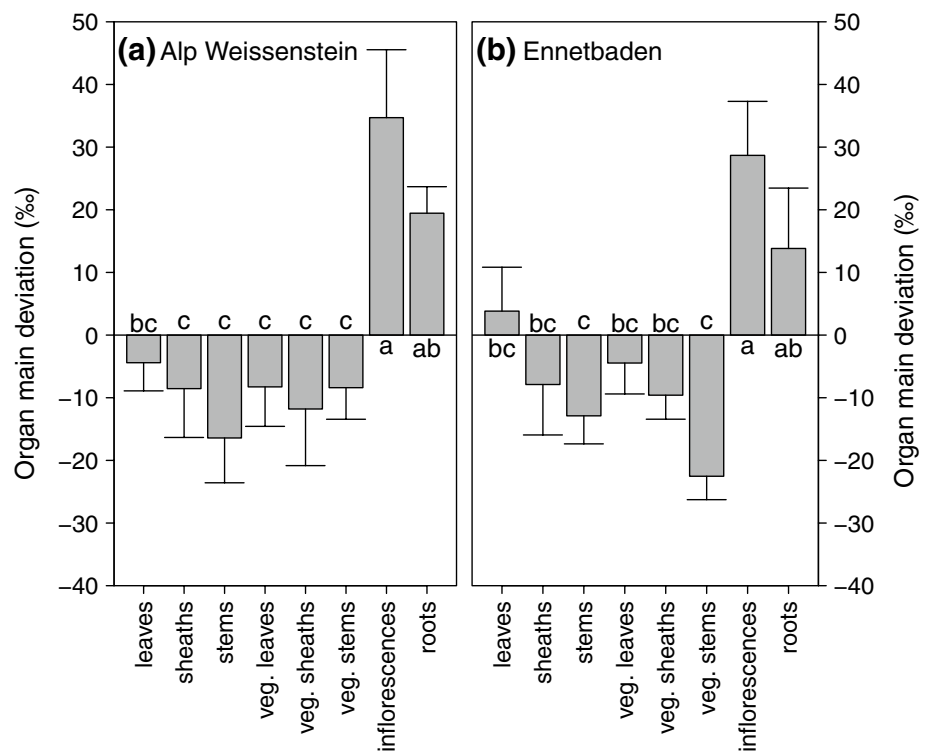 (a) Alp Weissenstein
(b) Ennetbaden
Organ main deviation (‰)
50
40
30
20
10
0
−10
−20
−30
−40
bc c c c c c a ab
leaves
sheaths
stems
veg. leaves
veg. sheaths
veg. stems
inflorescences
roots
bc bc c bc bc c a ab
leaves
sheaths
stems
veg. leaves
veg. sheaths
veg. stems
inflorescences
roots
50
40
30
20
10
0
−10
−20
−30
−40
Organ main deviation (‰)